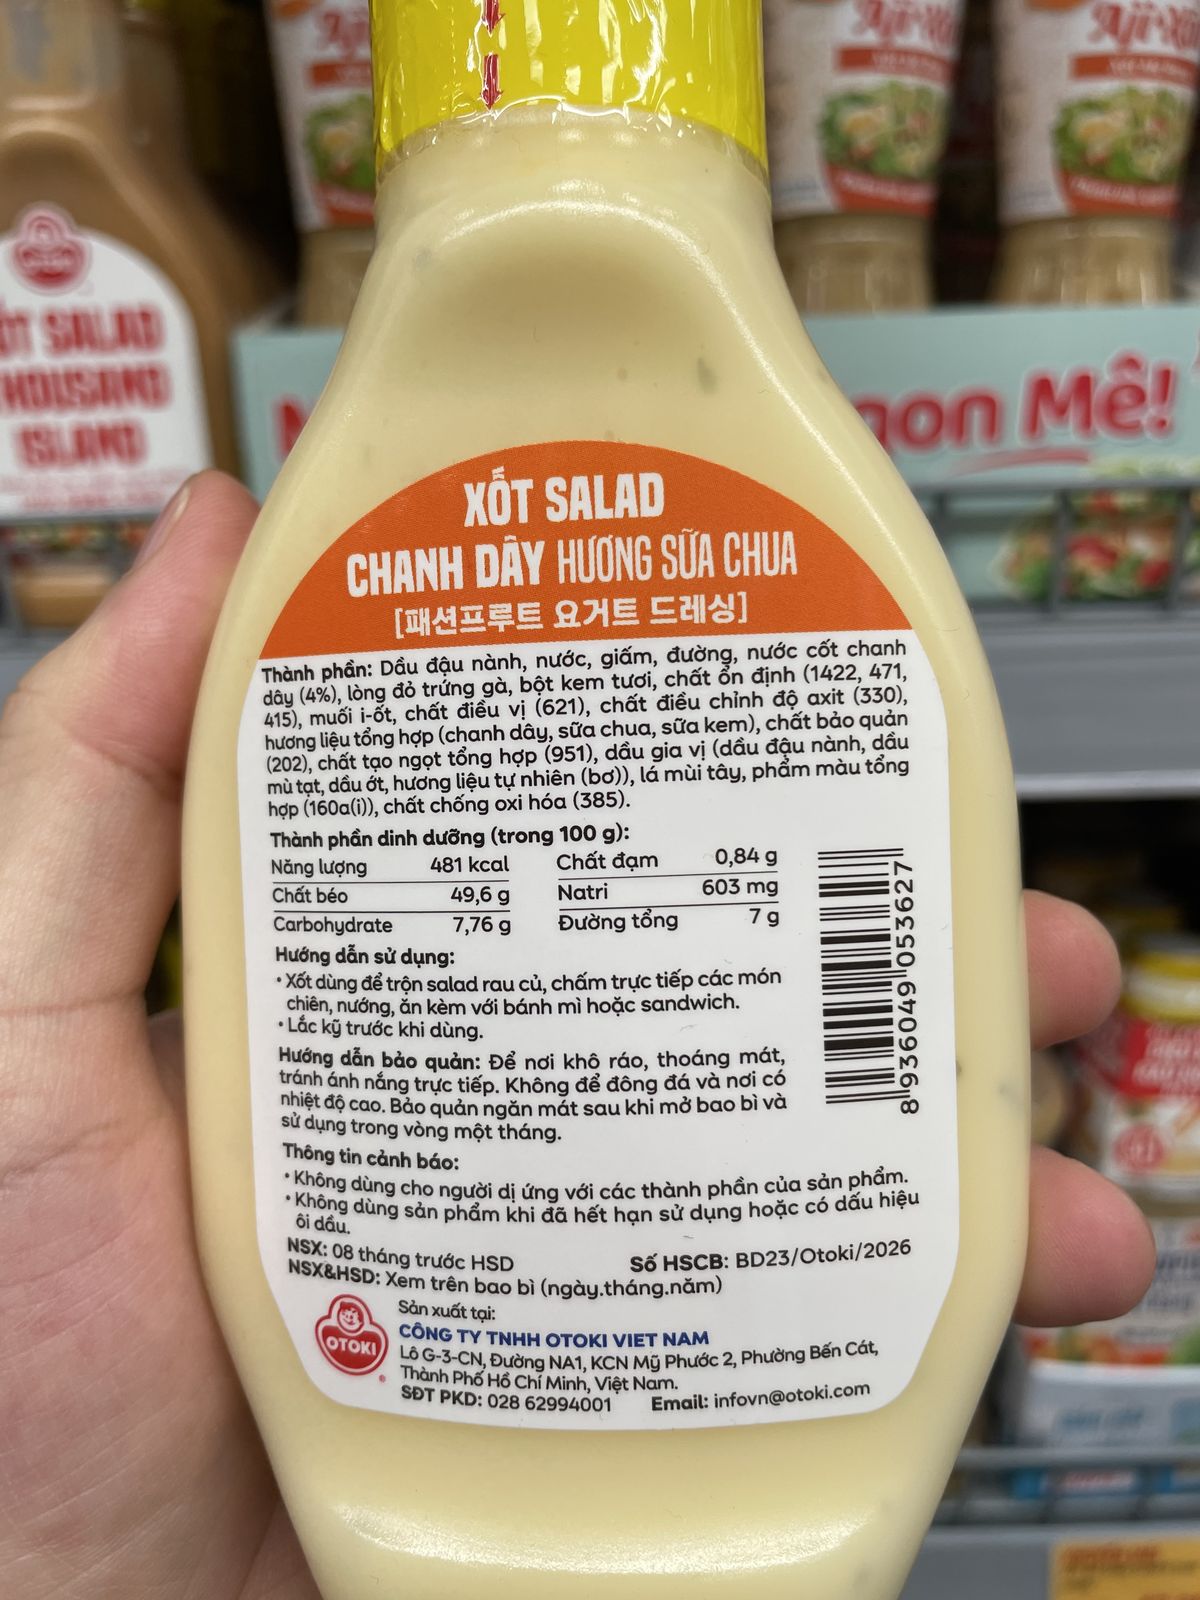 XỐT SALAD
CHANH DÂY HƯƠNG SỮA CHUA
[패션프루트 요거트 드레싱]
Thành phần: Dầu đậu nành, nước, giấm, đường, nước cốt chanh
dây (4%), lòng đỏ trứng gà, bột kem tươi, chất ổn định (1422, 471,
415), muối i-ốt, chất điều vị (621), chất điều chỉnh độ axit (330),
hương liệu tổng hợp (chanh dây, sữa chua, sữa kem), chất bảo quản
(202), chất tạo ngọt tổng hợp (951), dầu gia vị (dầu đậu nành, dầu
mù tạt, dầu ớt, hương liệu tự nhiên (bơ)), lá mùi tây, phẩm màu tổng
hợp (160a(i)), chất chống oxi hóa (385).
Thành phần dinh dưỡng (trong 100 g):
Năng lượng 481 kcal Chất đạm 0,84 g
Chất béo 49,6 g Natri 603 mg
Carbohydrate 7,76 g Đường tổng 7 g
Hướng dẫn sử dụng:
• Xốt dùng để trộn salad rau củ, chấm trực tiếp các món
chiên, nướng, ăn kèm với bánh mì hoặc sandwich.
• Lắc kỹ trước khi dùng.
Hướng dẫn bảo quản: Để nơi khô ráo, thoáng mát,
tránh ánh nắng trực tiếp. Không để đông đá và nơi có
nhiệt độ cao. Bảo quản ngăn mát sau khi mở bao bì và
sử dụng trong vòng một tháng.
8936049053627
Thông tin cảnh báo:
• Không dùng cho người dị ứng với các thành phần của sản phẩm.
• Không dùng sản phẩm khi đã hết hạn sử dụng hoặc có dấu hiệu
ôi dầu.
NSX: 08 tháng trước HSD Số HSCB: BD23/Otoki/2026
NSX&HSD: Xem trên bao bì (ngày.tháng.năm)
Sản xuất tại:
CÔNG TY TNHH OTOKI VIET NAM
Lô G-3-CN, Đường NA1, KCN Mỹ Phước 2, Phường Bến Cát,
Thành Phố Hồ Chí Minh, Việt Nam.
SĐT PKD: 028 62994001 Email: infovn@otoki.com
OTOKI
SALAD
THOUSAND
ISLAND
Mê!